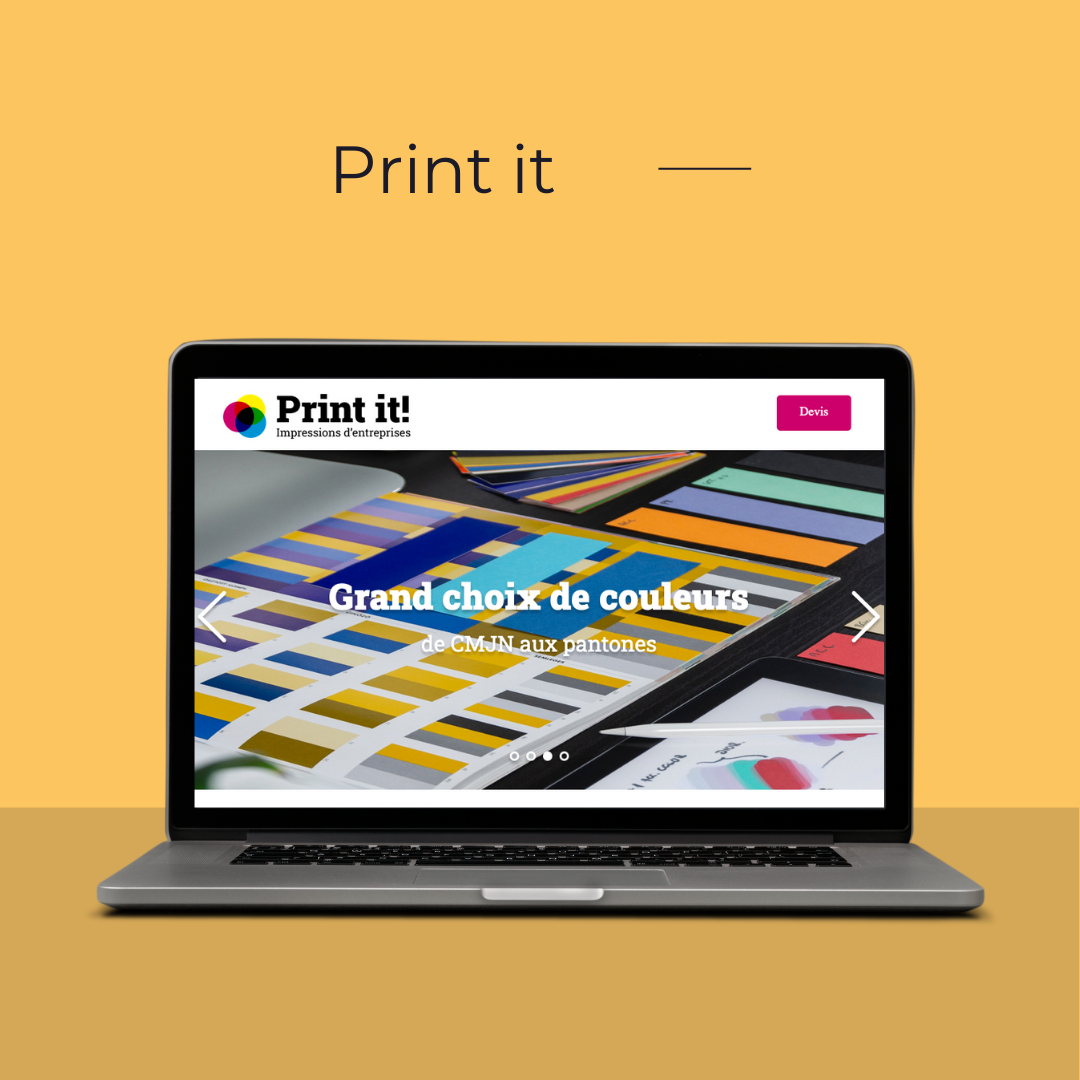 Print it
Print it!
Impressions d'entreprises
Devis
Grand choix de couleurs
de CMJN aux pantones